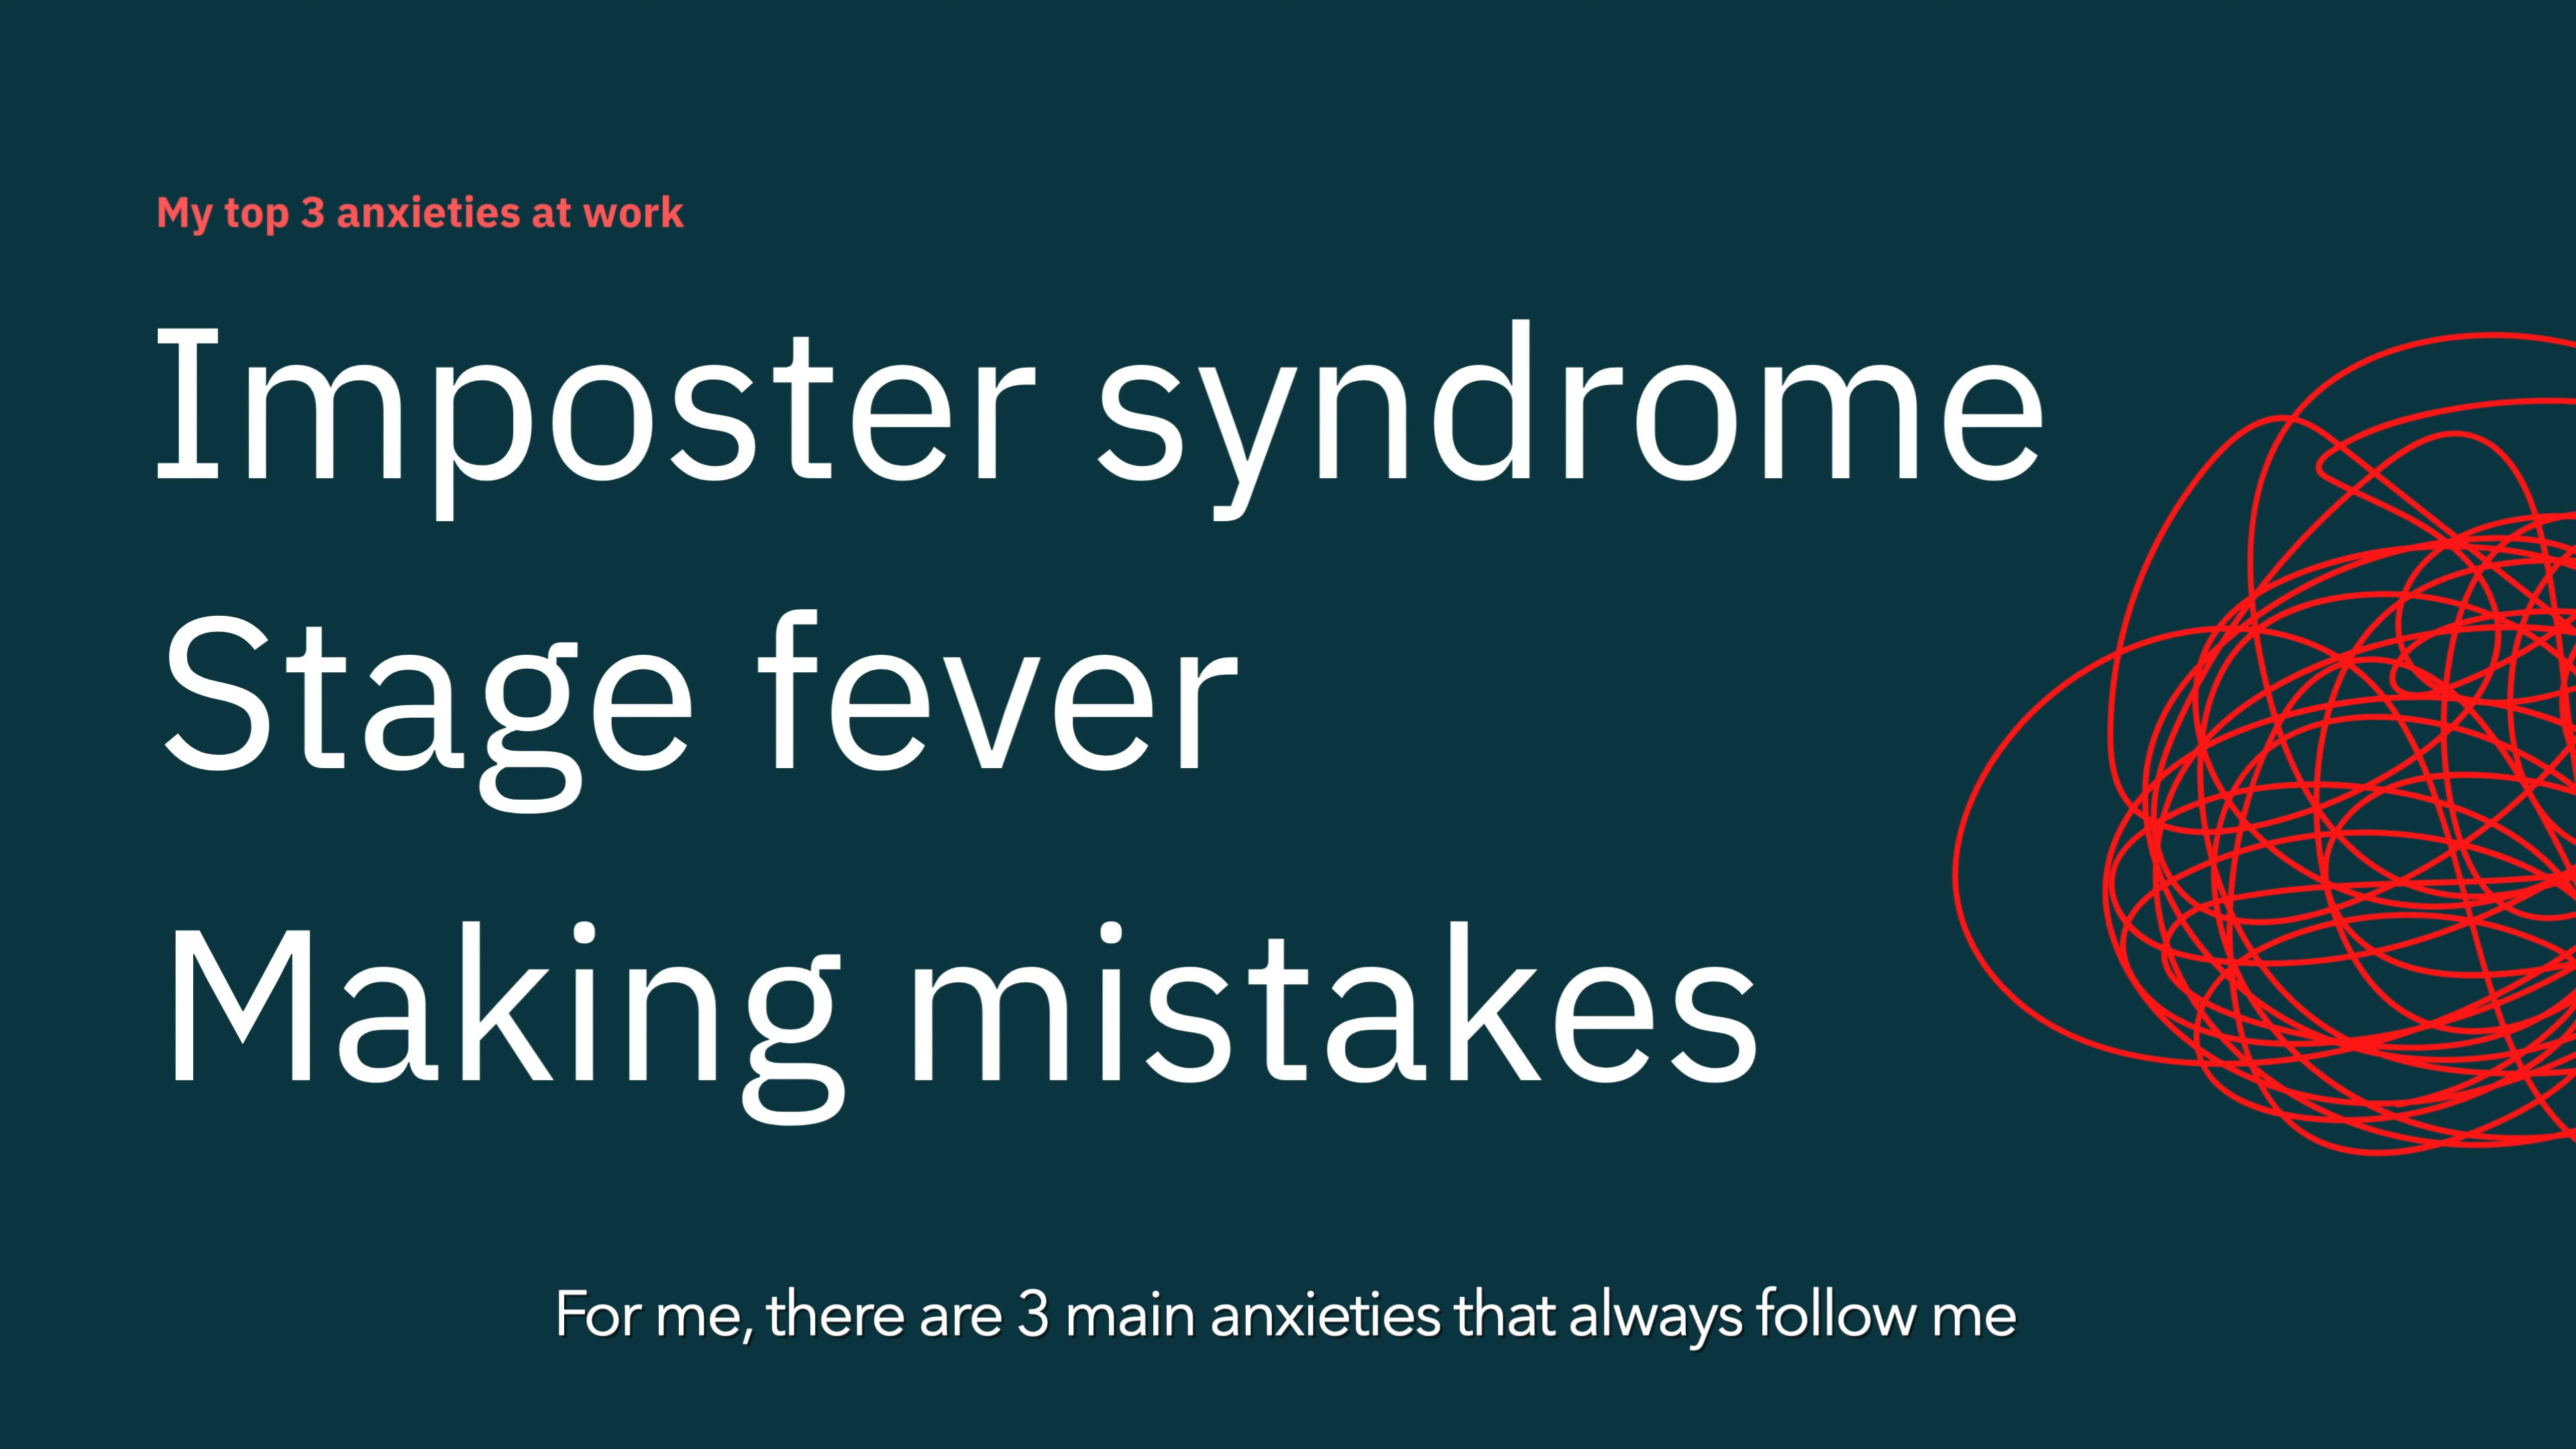 My top 3 anxieties at work
Imposter syndrome
Stage fever
Making mistakes
For me, there are 3 main anxieties that always follow me